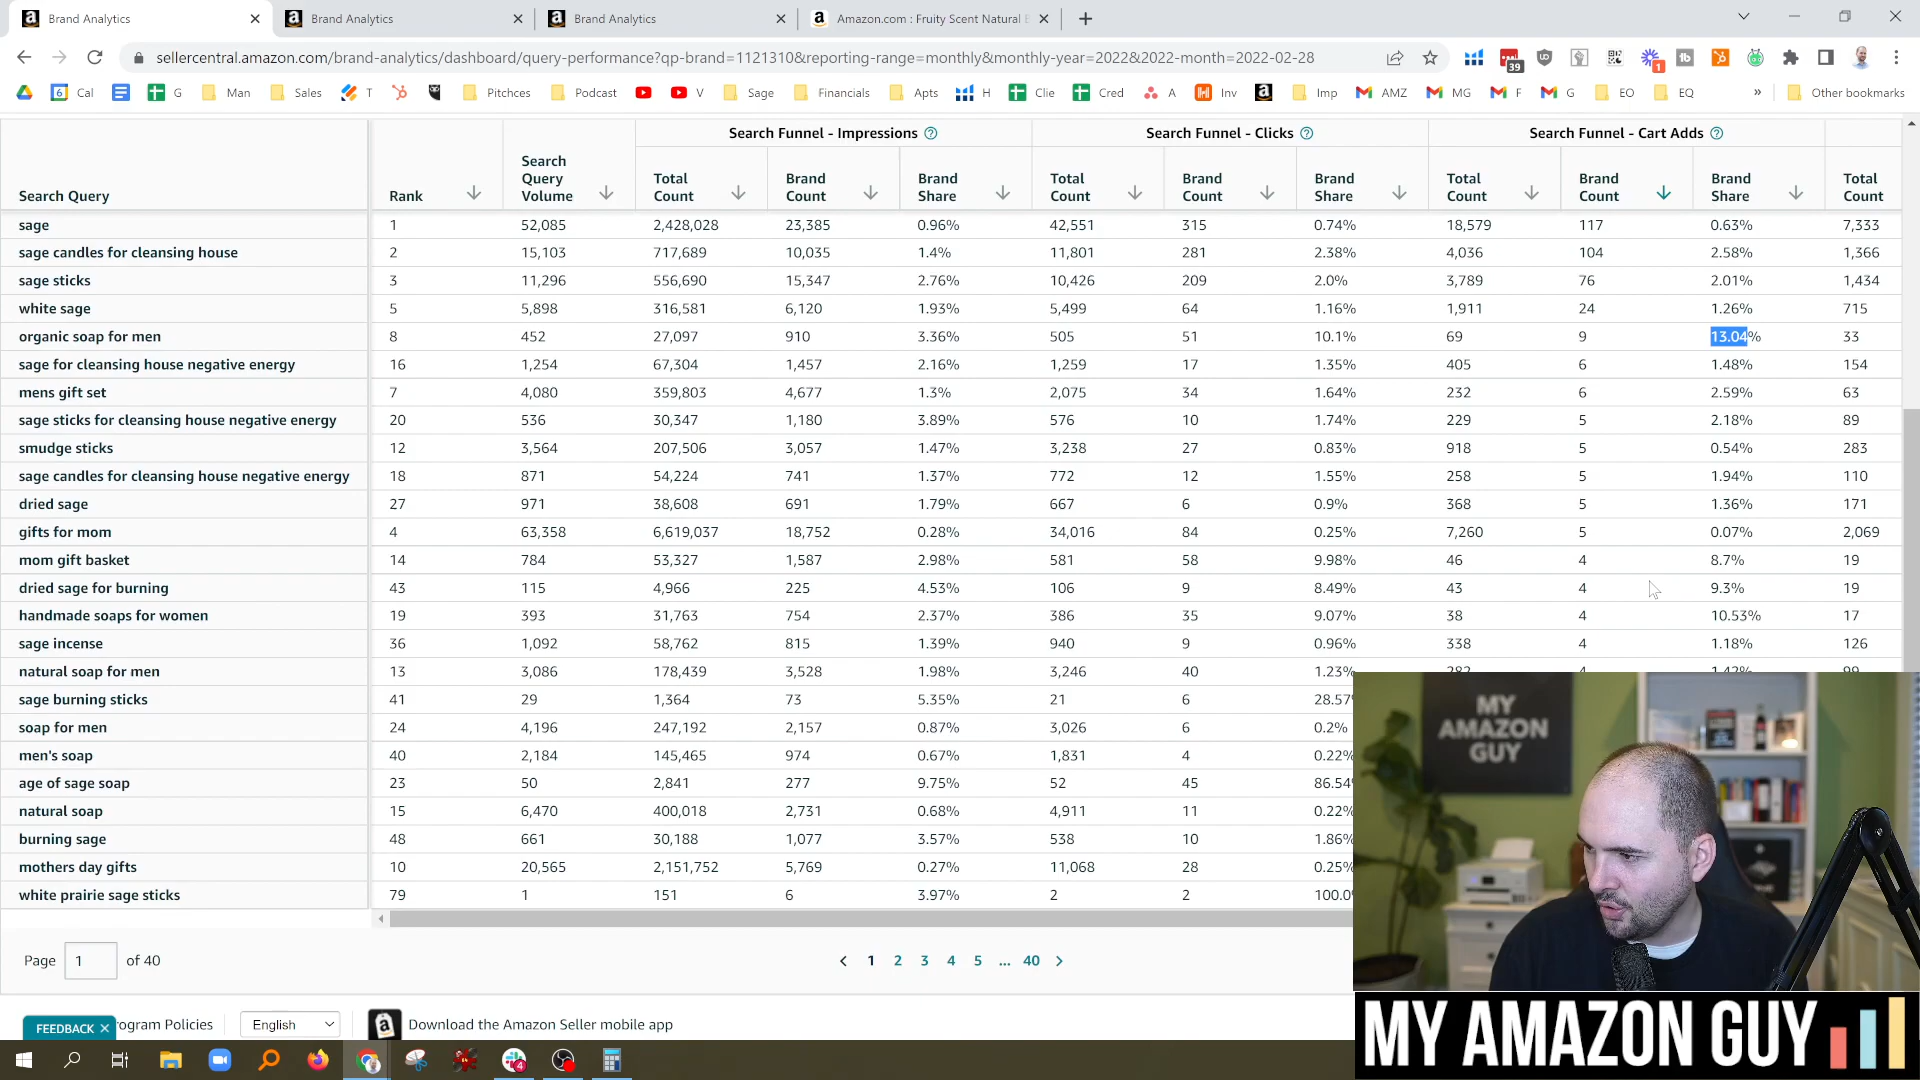 Brand Analytics
Brand Analytics
Brand Analytics
Amazon.com : Fruity Scent Natural
sellercentral.amazon.com/brand-analytics/dashboard/query-performance?qp-brand=1121310&reporting-range=monthly&monthly-year=2022&2022-month=2022-02-28
39
1
Cal G Man Sales T Pitchces Podcast V Sage Financials Apts H Clie Cred A Inv Imp AMZ MG F G EO EQ » Other bookmarks
Search Funnel - Impressions Search Funnel - Clicks Search Funnel - Cart Adds
Search Query Rank Search Query Volume Total Count Brand Count Brand Share Total Count Brand Count Brand Share Total Count Brand Count Brand Share Total Count
sage 1 52,085 2,428,028 23,385 0.96% 42,551 315 0.74% 18,579 117 0.63% 7,333
sage candles for cleansing house 2 15,103 717,689 10,035 1.4% 11,801 281 2.38% 4,036 104 2.58% 1,366
sage sticks 3 11,296 556,690 15,347 2.76% 10,426 209 2.0% 3,789 76 2.01% 1,434
white sage 5 5,898 316,581 6,120 1.93% 5,499 64 1.16% 1,911 24 1.26% 715
organic soap for men 8 452 27,097 910 3.36% 505 51 10.1% 69 9 13.04% 33
sage for cleansing house negative energy 16 1,254 67,304 1,457 2.16% 1,259 17 1.35% 405 6 1.48% 154
mens gift set 7 4,080 359,803 4,677 1.3% 2,075 34 1.64% 232 6 2.59% 63
sage sticks for cleansing house negative energy 20 536 30,347 1,180 3.89% 576 10 1.74% 229 5 2.18% 89
smudge sticks 12 3,564 207,506 3,057 1.47% 3,238 27 0.83% 918 5 0.54% 283
sage candles for cleansing house negative energy 18 871 54,224 741 1.37% 772 12 1.55% 258 5 1.94% 110
dried sage 27 971 38,608 691 1.79% 667 6 0.9% 368 5 1.36% 171
gifts for mom 4 63,358 6,619,037 18,752 0.28% 34,016 84 0.25% 7,260 5 0.07% 2,069
mom gift basket 14 784 53,327 1,587 2.98% 581 58 9.98% 46 4 8.7% 19
dried sage for burning 43 115 4,966 225 4.53% 106 9 8.49% 43 4 9.3% 19
handmade soaps for women 19 393 31,763 754 2.37% 386 35 9.07% 38 4 10.53% 17
sage incense 36 1,092 58,762 815 1.39% 940 9 0.96% 338 4 1.18% 126
natural soap for men 13 3,086 178,439 3,528 1.98% 3,246 40 1.23%
sage burning sticks 41 29 1,364 73 5.35% 21 6 28.57
soap for men 24 4,196 247,192 2,157 0.87% 3,026 6 0.2%
men's soap 40 2,184 145,465 974 0.67% 1,831 4 0.22%
age of sage soap 23 50 2,841 277 9.75% 52 45 86.54
natural soap 15 6,470 400,018 2,731 0.68% 4,911 11 0.22%
burning sage 48 661 30,188 1,077 3.57% 538 10 1.86%
mothers day gifts 10 20,565 2,151,752 5,769 0.27% 11,068 28 0.25%
white prairie sage sticks 79 1 151 6 3.97% 2 2 100.0
Page 1 of 40
1 2 3 4 5 ... 40
FEEDBACK rogram Policies English Download the Amazon Seller mobile app
MY AMAZON GUY
MY AMAZON GUY
4